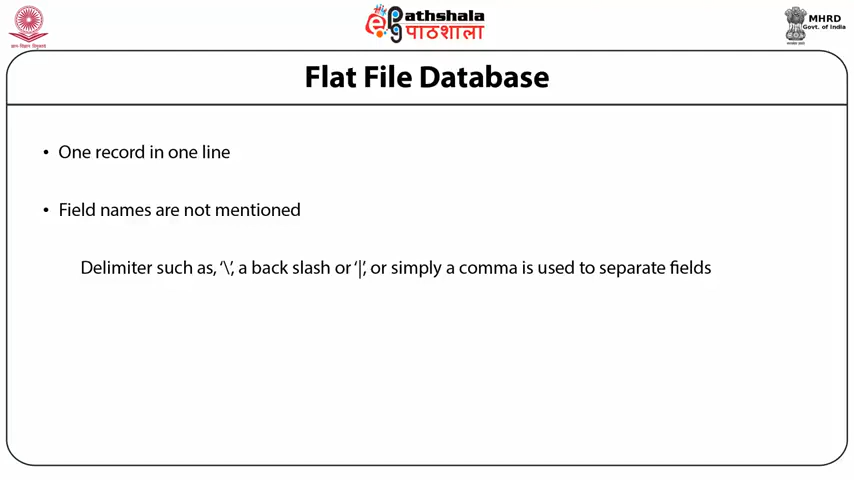 ePathshala
पाठशाला
MHRD
Govt. of India
Flat File Database
• One record in one line
• Field names are not mentioned
Delimiter such as, ‘\’, a back slash or ‘|’, or simply a comma is used to separate fields